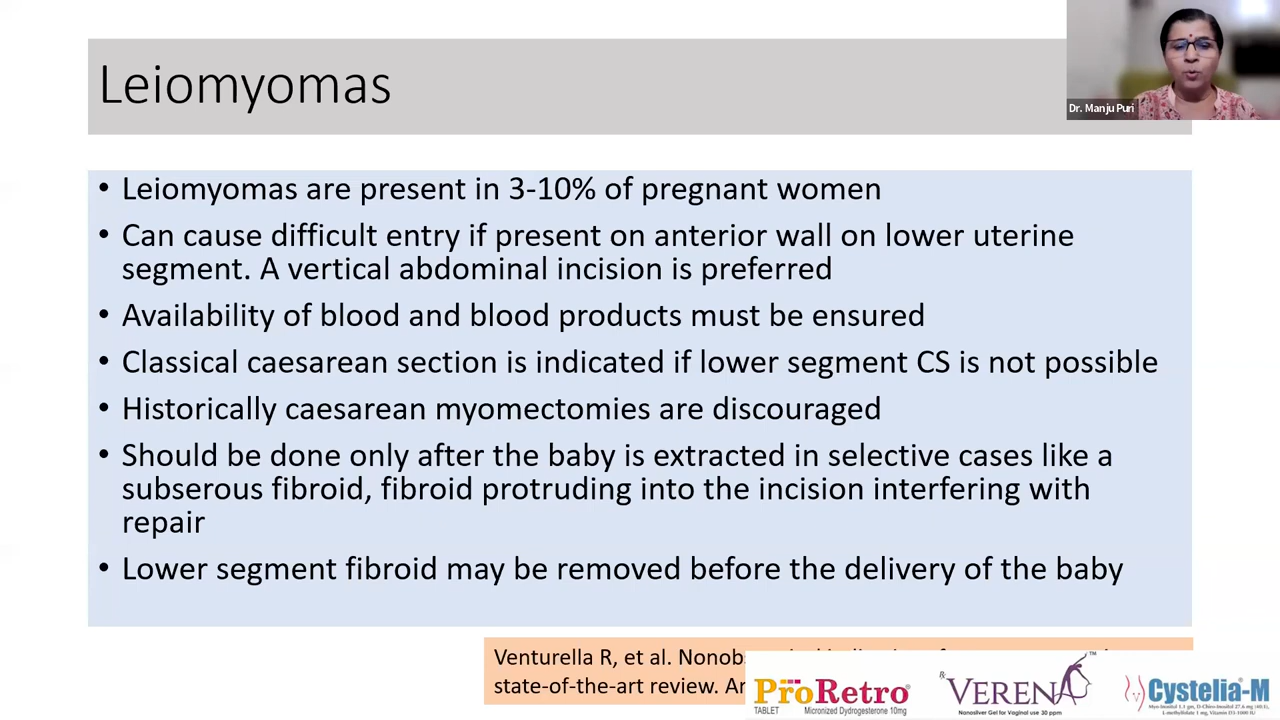 Leiomyomas
Dr. Manju Puri
• Leiomyomas are present in 3-10% of pregnant women
• Can cause difficult entry if present on anterior wall on lower uterine
segment. A vertical abdominal incision is preferred
• Availability of blood and blood products must be ensured
• Classical caesarean section is indicated if lower segment CS is not possible
• Historically caesarean myomectomies are discouraged
• Should be done only after the baby is extracted in selective cases like a
subserous fibroid, fibroid protruding into the incision interfering with
repair
• Lower segment fibroid may be removed before the delivery of the baby
Venturella R, et al.
state-of-the-art review.
ProRetro
TABLET Micronized Dydrogesterone 10mg
VERENA™
Nanosilver Gel for Vaginal use 30 ppm
Cystelia-M